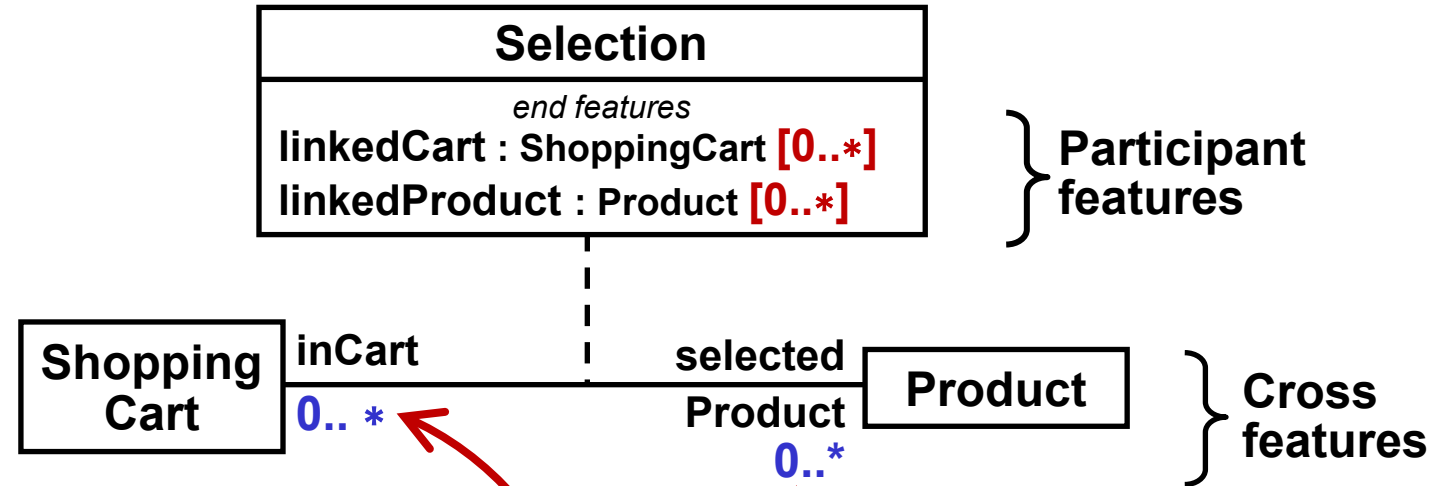 Selection
end features
linkedCart : ShoppingCart [0..*]
linkedProduct : Product [0..*]
Participant
features
Shopping
Cart
inCart
0.. *
selected
Product
0..*
Product
Cross
features